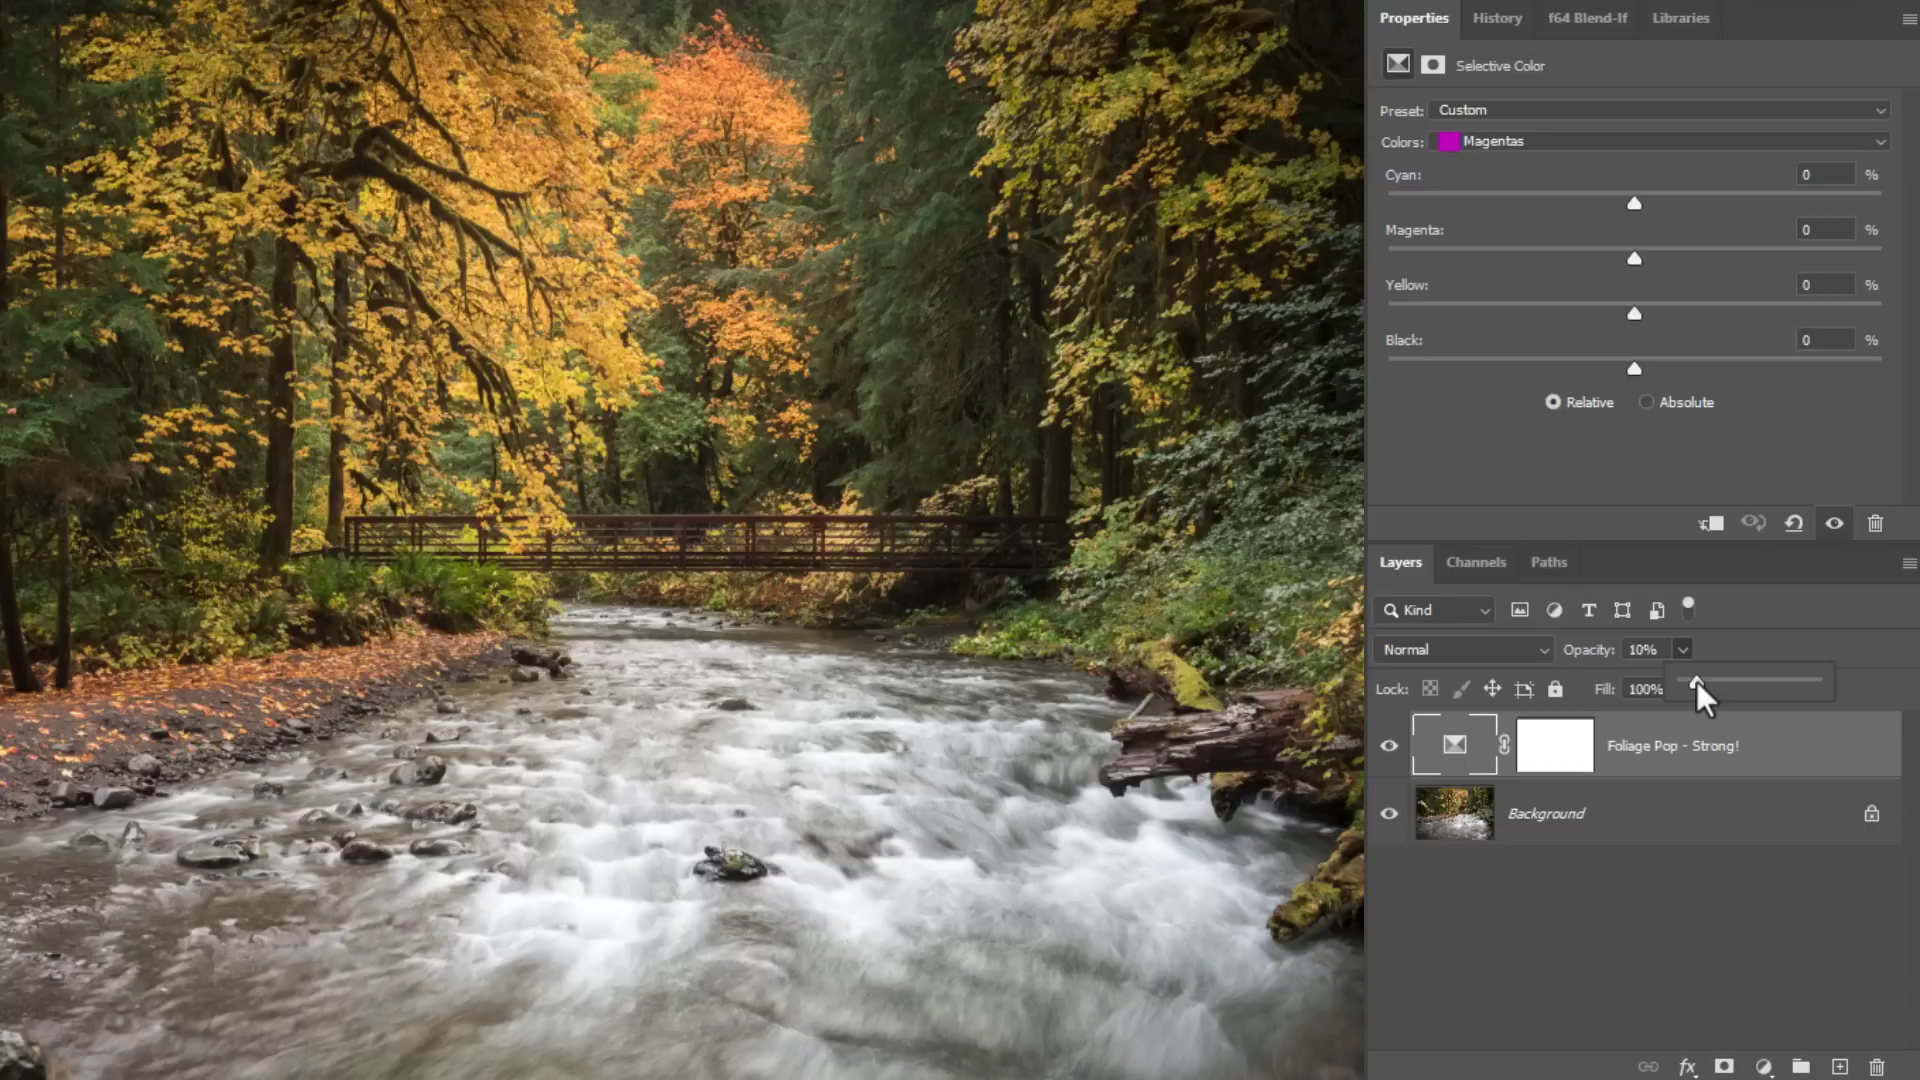 Properties History f64 Blend-If Libraries
Selective Color
Preset: Custom
Colors: Magentas
Cyan: 0 %
Magenta: 0 %
Yellow: 0 %
Black: 0 %
Relative Absolute
Layers Channels Paths
Kind
Normal Opacity: 10%
Lock: Fill: 100%
Foliage Pop - Strong!
Background
fx